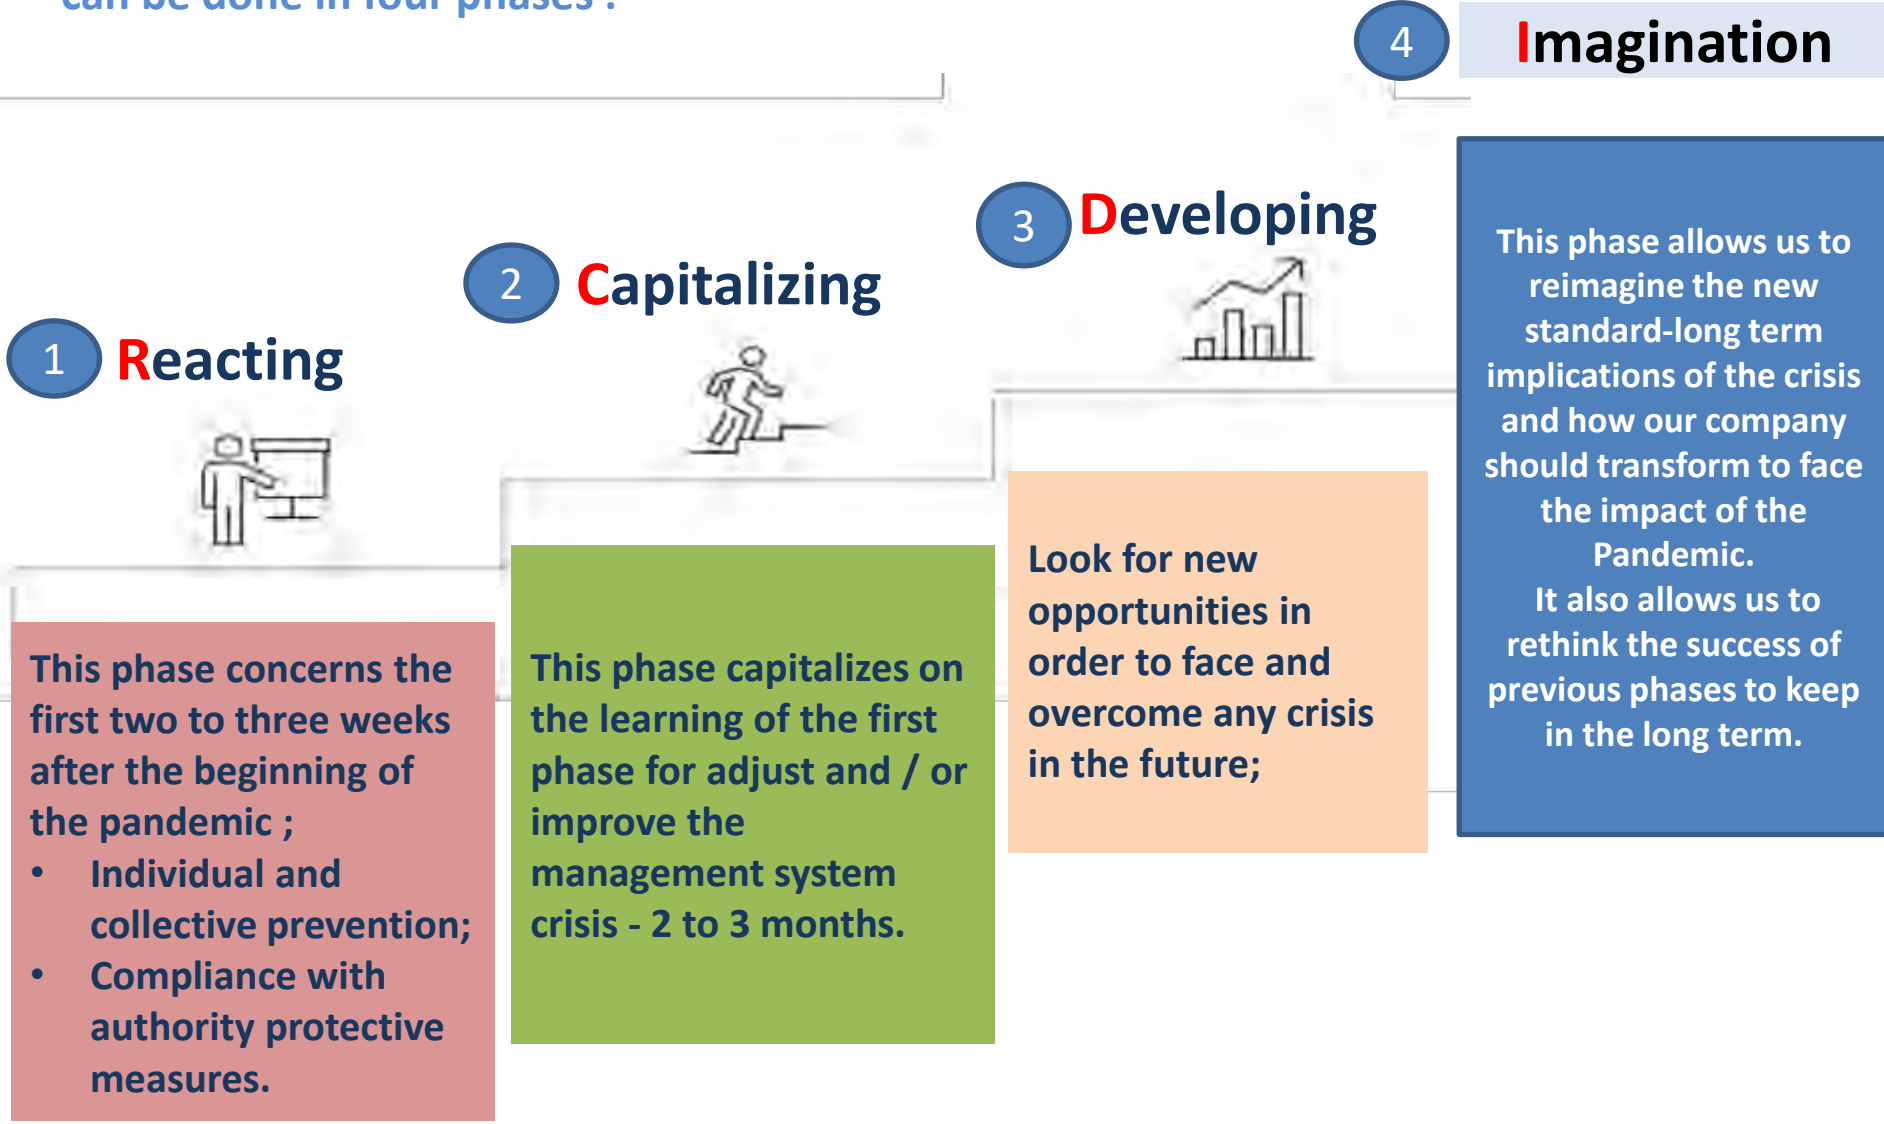 can be done in four phases :
4
Imagination
3
Developing
2
Capitalizing
1
Reacting
This phase concerns the
first two to three weeks
after the beginning of
the pandemic ;
• Individual and
collective prevention;
• Compliance with
authority protective
measures.
This phase capitalizes on
the learning of the first
phase for adjust and / or
improve the
management system
crisis - 2 to 3 months.
Look for new
opportunities in
order to face and
overcome any crisis
in the future;
This phase allows us to
reimagine the new
standard-long term
implications of the crisis
and how our company
should transform to face
the impact of the
Pandemic.
It also allows us to
rethink the success of
previous phases to keep
in the long term.